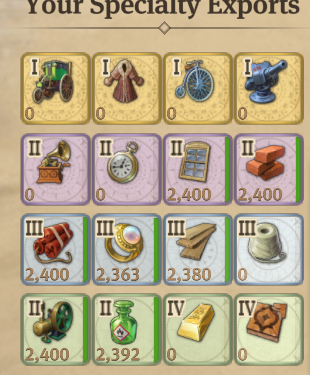 Your Specialty Exports
I I I I
0 0 0 0
II II II II
0 0 2,400 2,400
III III III III
2,400 2,363 2,380 0
II II IV IV
2,400 2,392 0 0